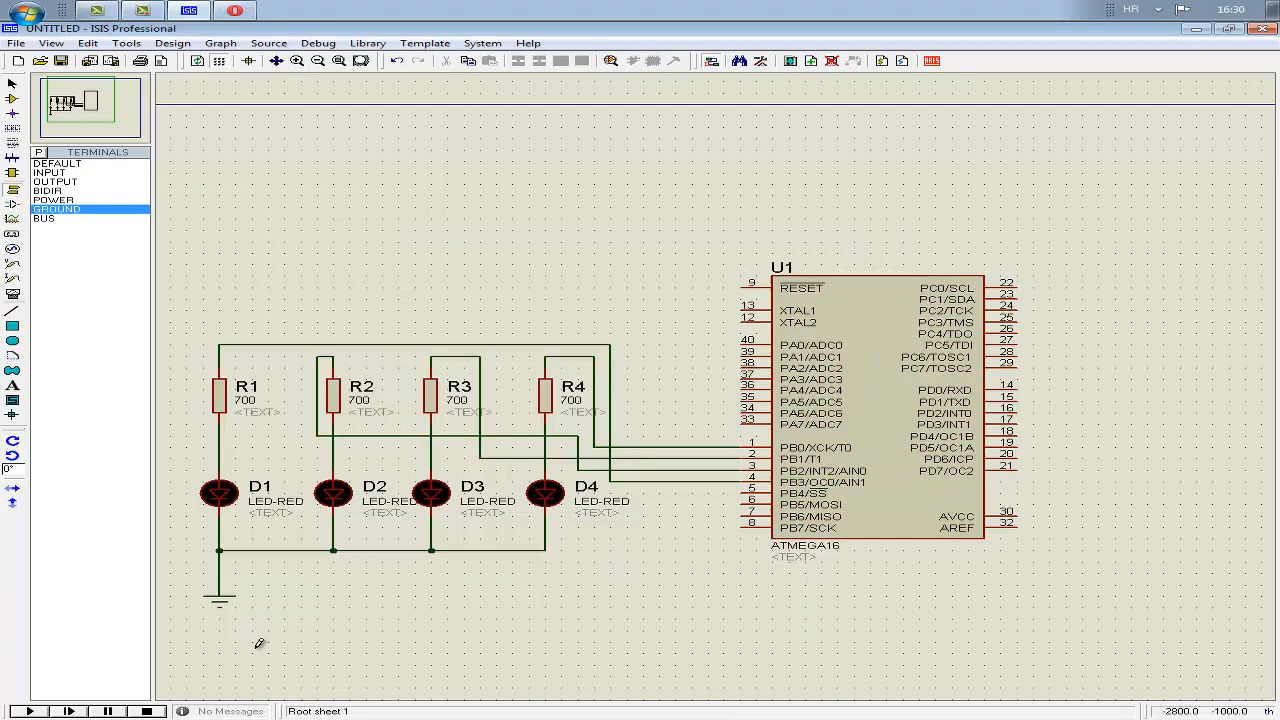 HR
16:30
UNTITLED - ISIS Professional
File View Edit Tools Design Graph Source Debug Library Template System Help
ARES
P TERMINALS
DEFAULT
INPUT
OUTPUT
BIDIR
POWER
GROUND
BUS
0°
R1
700
<TEXT>
R2
700
<TEXT>
R3
700
<TEXT>
R4
700
<TEXT>
D1
LED-RED
<TEXT>
D2
LED-RED
<TEXT>
D3
LED-RED
<TEXT>
D4
LED-RED
<TEXT>
U1
9 RESET PC0/SCL 22
PC1/SDA 23
13 XTAL1 PC2/TCK 24
12 XTAL2 PC3/TMS 25
PC4/TDO 26
40 PA0/ADC0 PC5/TDI 27
39 PA1/ADC1 PC6/TOSC1 28
38 PA2/ADC2 PC7/TOSC2 29
37 PA3/ADC3
36 PA4/ADC4 PD0/RXD 14
35 PA5/ADC5 PD1/TXD 15
34 PA6/ADC6 PD2/INT0 16
33 PA7/ADC7 PD3/INT1 17
PD4/OC1B 18
1 PB0/XCK/T0 PD5/OC1A 19
2 PB1/T1 PD6/ICP 20
3 PB2/INT2/AIN0 PD7/OC2 21
4 PB3/OC0/AIN1
5 PB4/SS
6 PB5/MOSI
7 PB6/MISO AVCC 30
8 PB7/SCK AREF 32
ATMEGA16
<TEXT>
No Messages
Root sheet 1
-2800.0 -1000.0 th